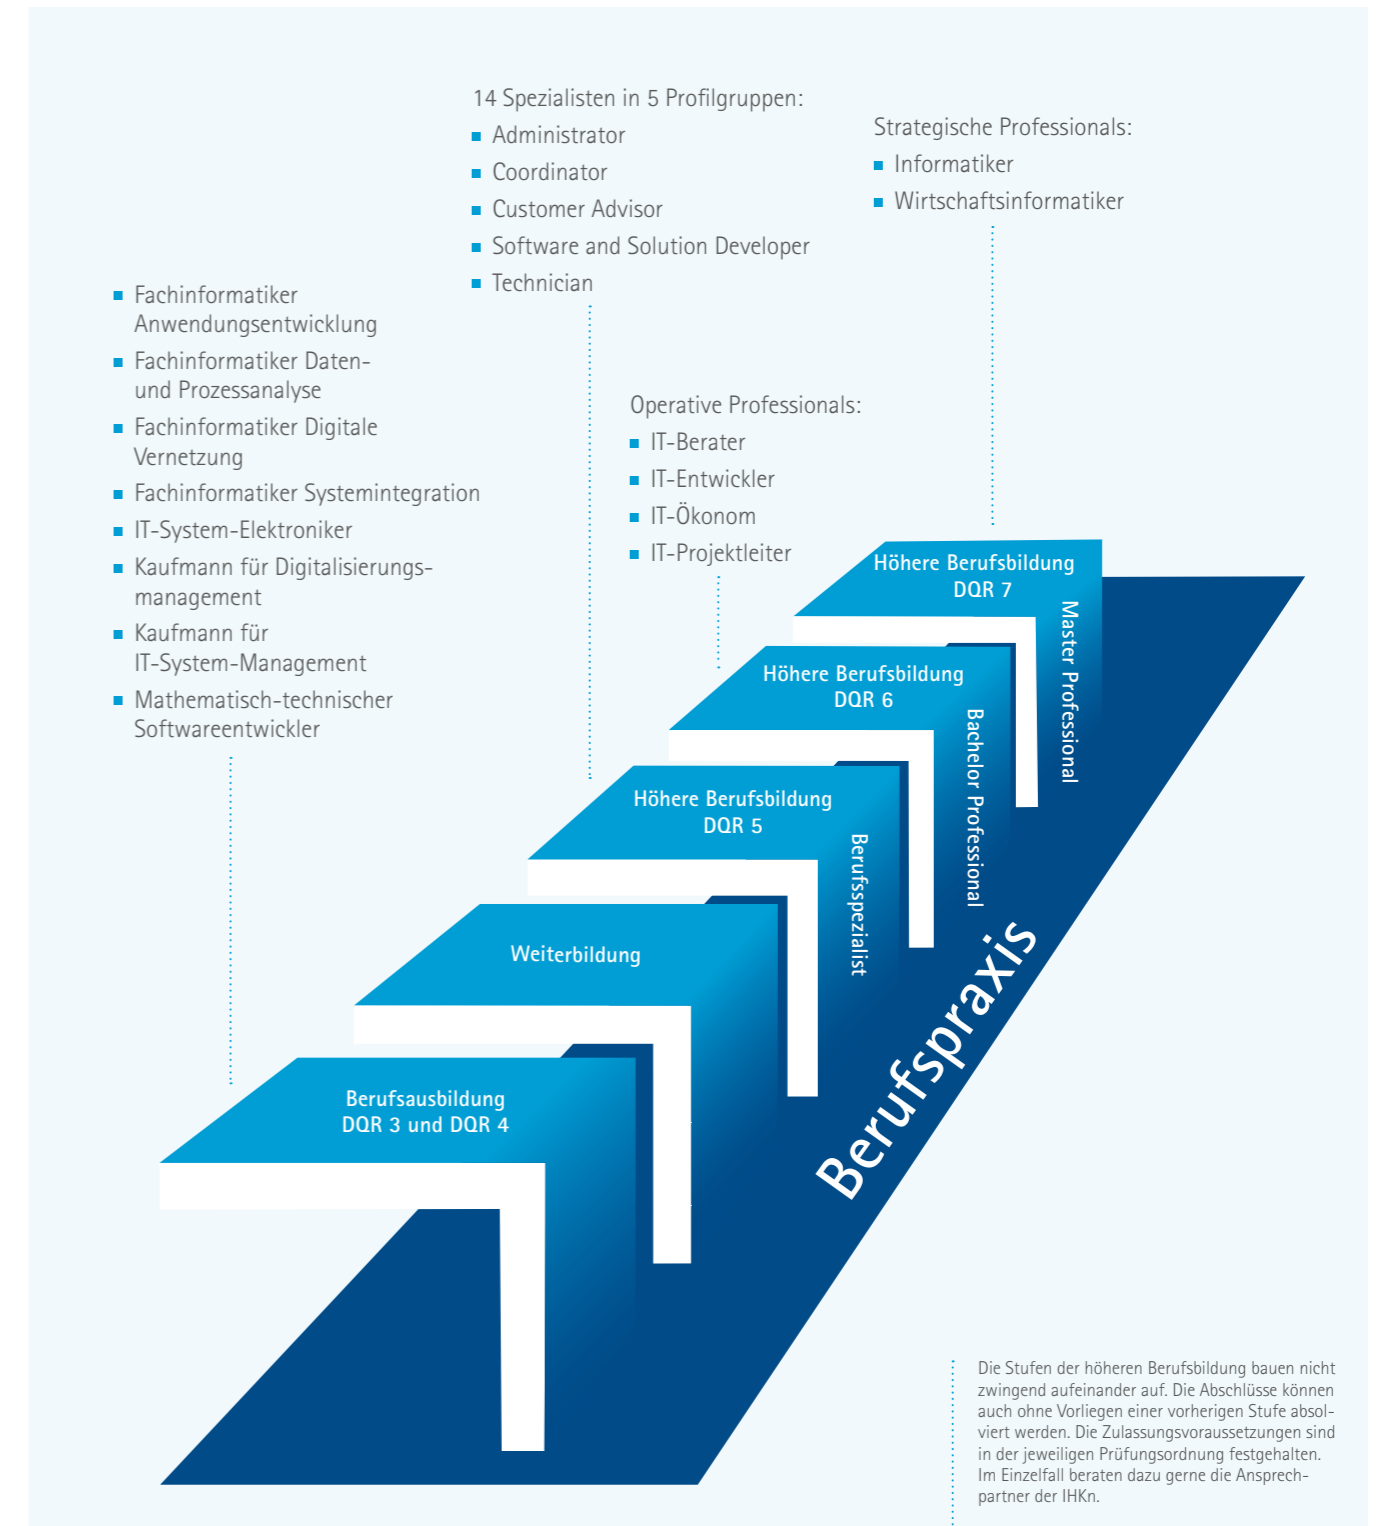 14 Spezialisten in 5 Profilgruppen:
Administrator
Coordinator
Customer Advisor
Software and Solution Developer
Technician
Strategische Professionals:
Informatiker
Wirtschaftsinformatiker
Fachinformatiker
Anwendungsentwicklung
Fachinformatiker Daten-
und Prozessanalyse
Fachinformatiker Digitale
Vernetzung
Fachinformatiker Systemintegration
IT-System-Elektroniker
Kaufmann für Digitalisierungs-
management
Kaufmann für
IT-System-Management
Mathematisch-technischer
Softwareentwickler
Operative Professionals:
IT-Berater
IT-Entwickler
IT-Ökonom
IT-Projektleiter
Höhere Berufsbildung
DQR 7
Master Professional
Höhere Berufsbildung
DQR 6
Bachelor Professional
Höhere Berufsbildung
DQR 5
Berufsspezialist
Weiterbildung
Berufsausbildung
DQR 3 und DQR 4
Berufspraxis
Die Stufen der höheren Berufsbildung bauen nicht
zwingend aufeinander auf. Die Abschlüsse können
auch ohne Vorliegen einer vorherigen Stufe absol-
viert werden. Die Zulassungsvoraussetzungen sind
in der jeweiligen Prüfungsordnung festgehalten.
Im Einzelfall beraten dazu gerne die Ansprech-
partner der IHKn.